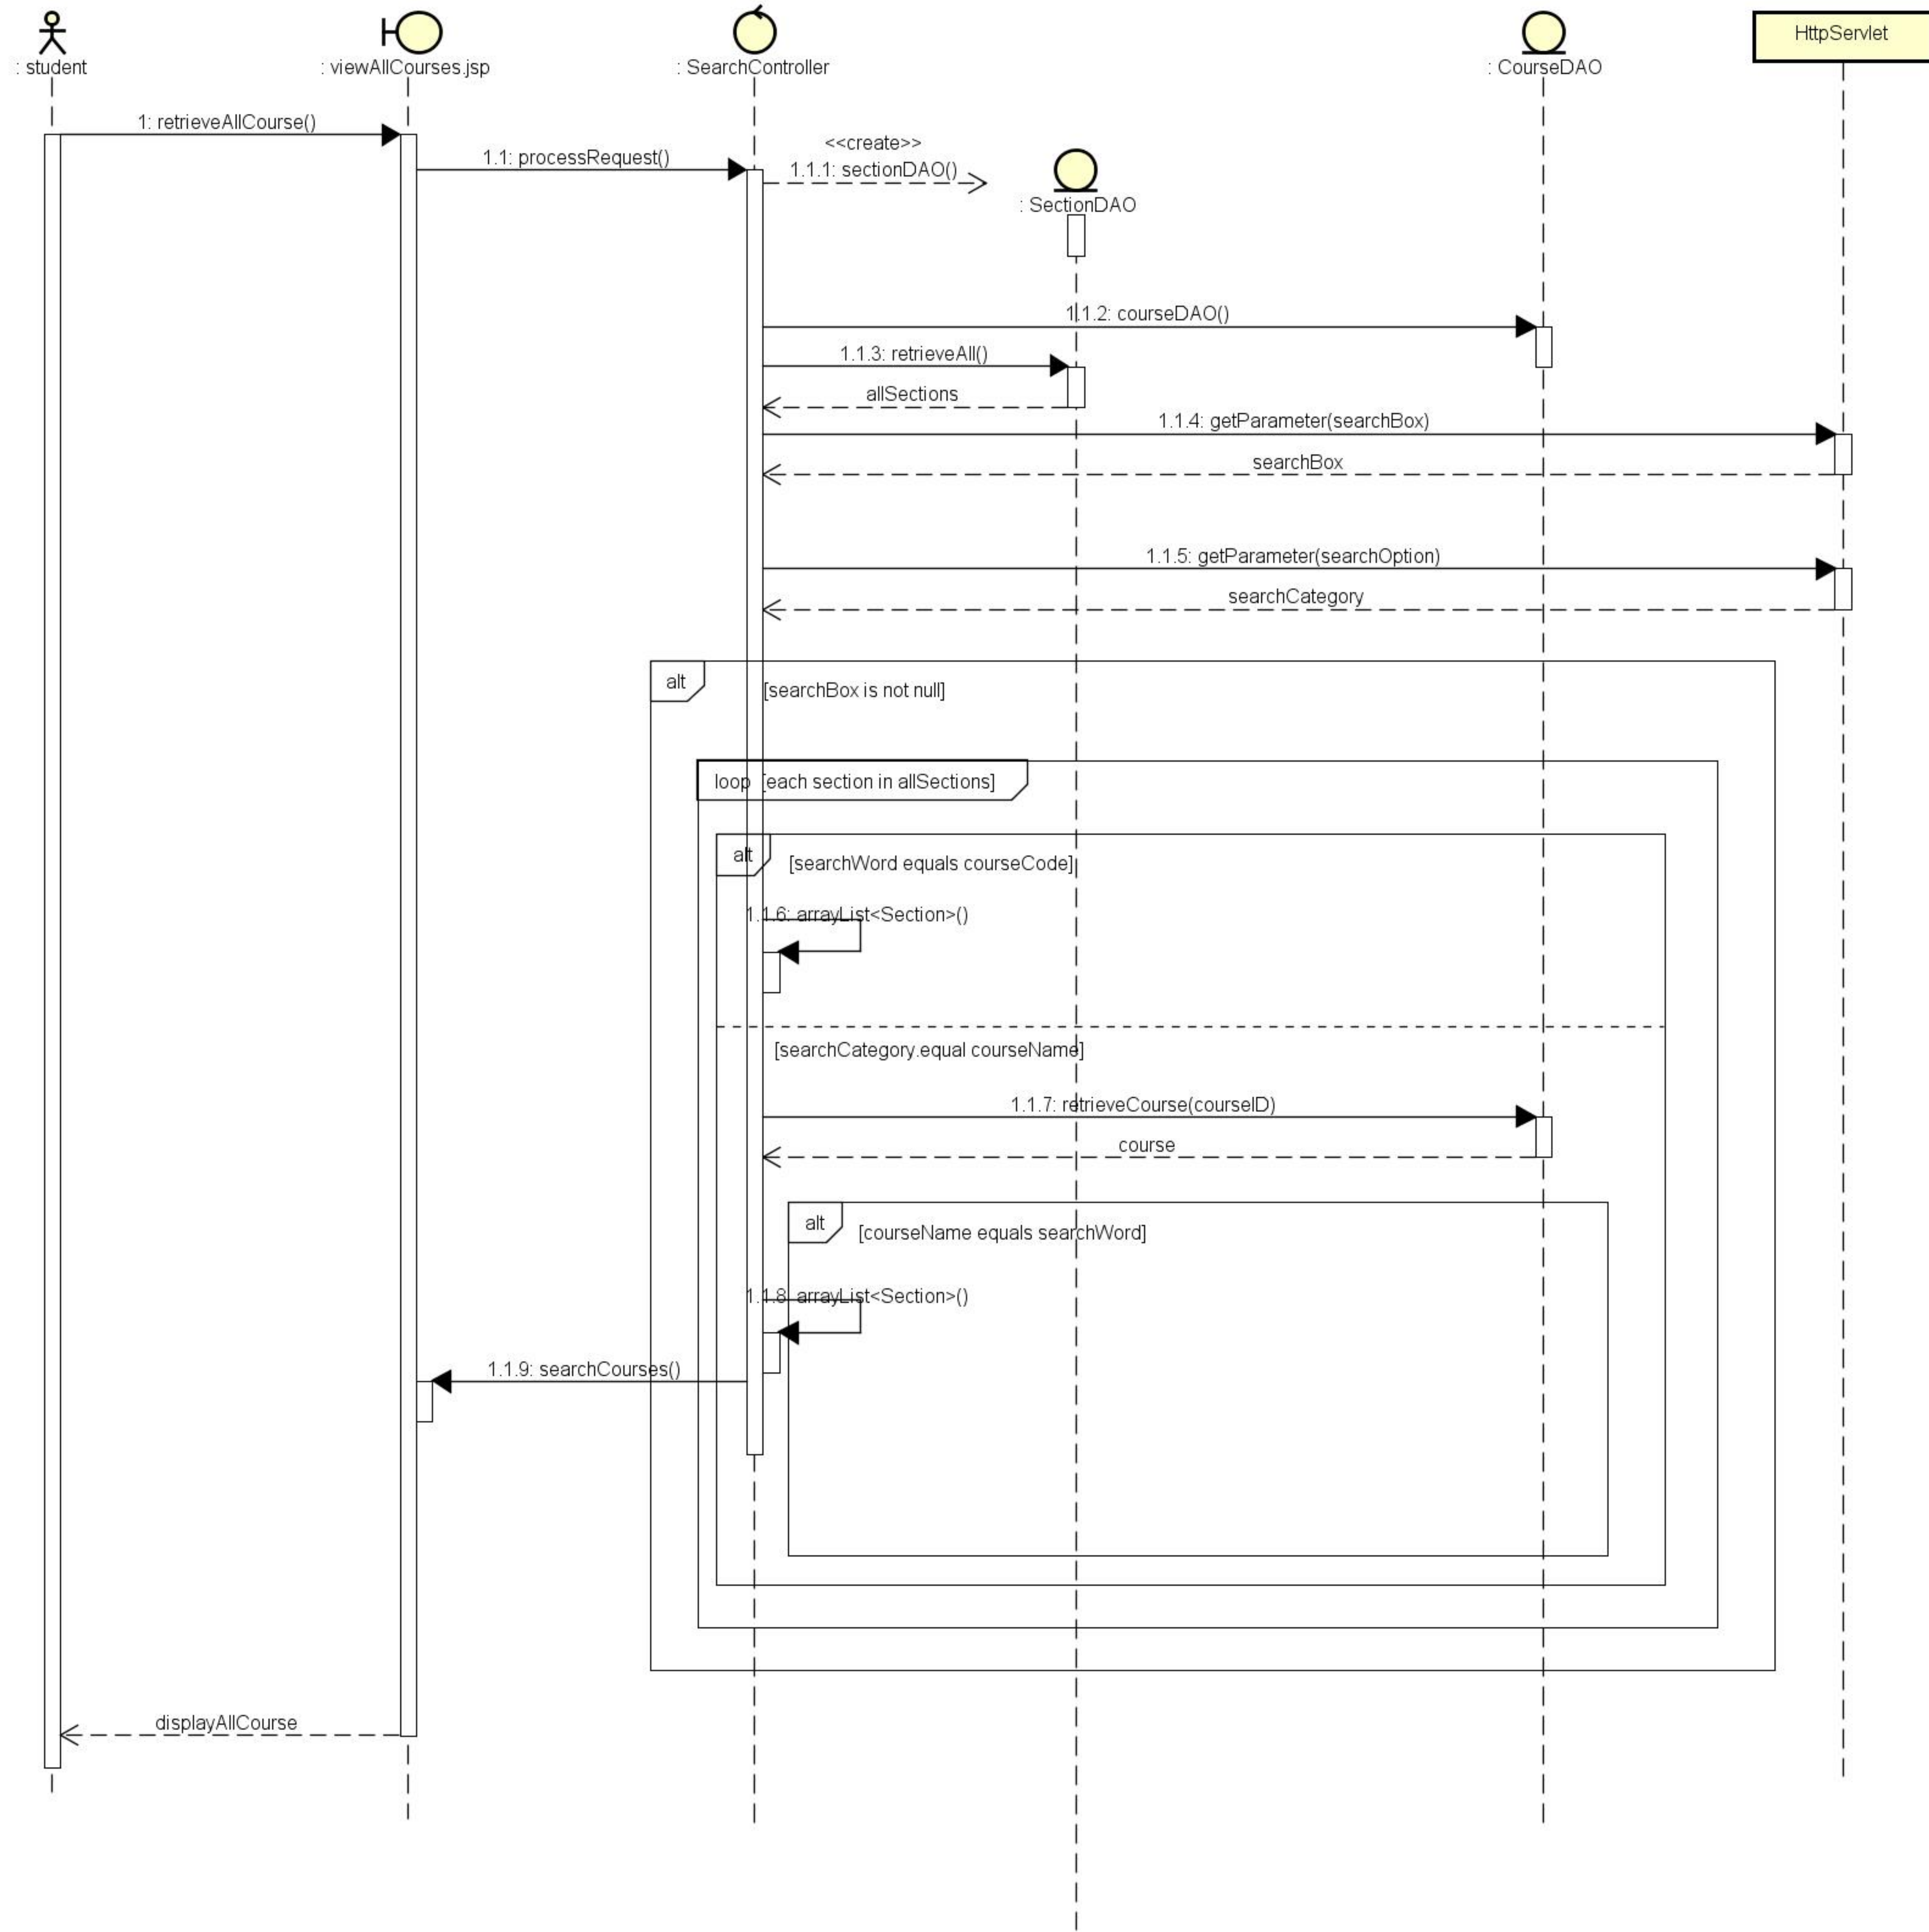 : student
: viewAllCourses.jsp
: SearchController
: CourseDAO
HttpServlet
1: retrieveAllCourse()
1.1: processRequest()
<<create>>
1.1.1: sectionDAO()
: SectionDAO
1.1.2: courseDAO()
1.1.3: retrieveAll()
allSections
1.1.4: getParameter(searchBox)
searchBox
1.1.5: getParameter(searchOption)
searchCategory
alt
[searchBox is not null]
loop [each section in allSections]
alt
[searchWord equals courseCode]
1.1.6: arrayList<Section>()
[searchCategory.equal courseName]
1.1.7: retrieveCourse(courseID)
course
alt
[courseName equals searchWord]
1.1.8: arrayList<Section>()
1.1.9: searchCourses()
displayAllCourse